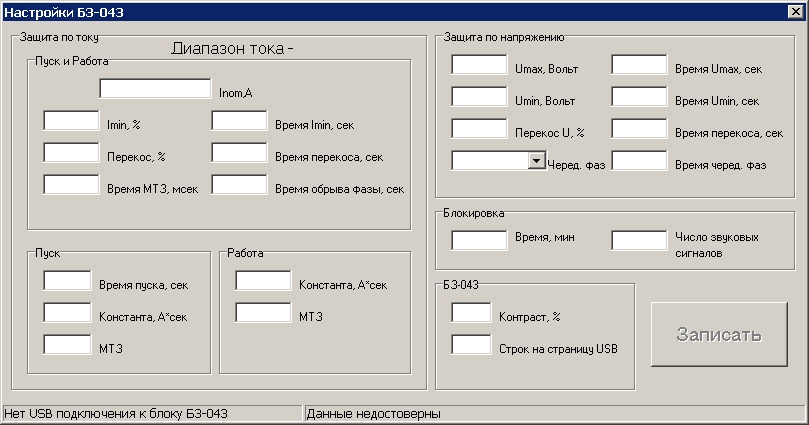 Настройки БЗ-043
Защита по току
Диапазон тока -
Пуск и Работа
Inom,A
Imin, %
Время Imin, сек
Перекос, %
Время перекоса, сек
Время МТЗ, мсек
Время обрыва фазы, сек
Пуск
Время пуска, сек
Константа, А*сек
МТЗ
Работа
Константа, А*сек
МТЗ
Защита по напряжению
Umax, Вольт
Время Umax, сек
Umin, Вольт
Время Umin, сек
Перекос U, %
Время перекоса, сек
Черед. фаз
Время черед. фаз
Блокировка
Время, мин
Число звуковых
сигналов
БЗ-043
Контраст, %
Строк на страницу USB
Записать
Нет USB подключения к блоку БЗ-043
Данные недостоверны